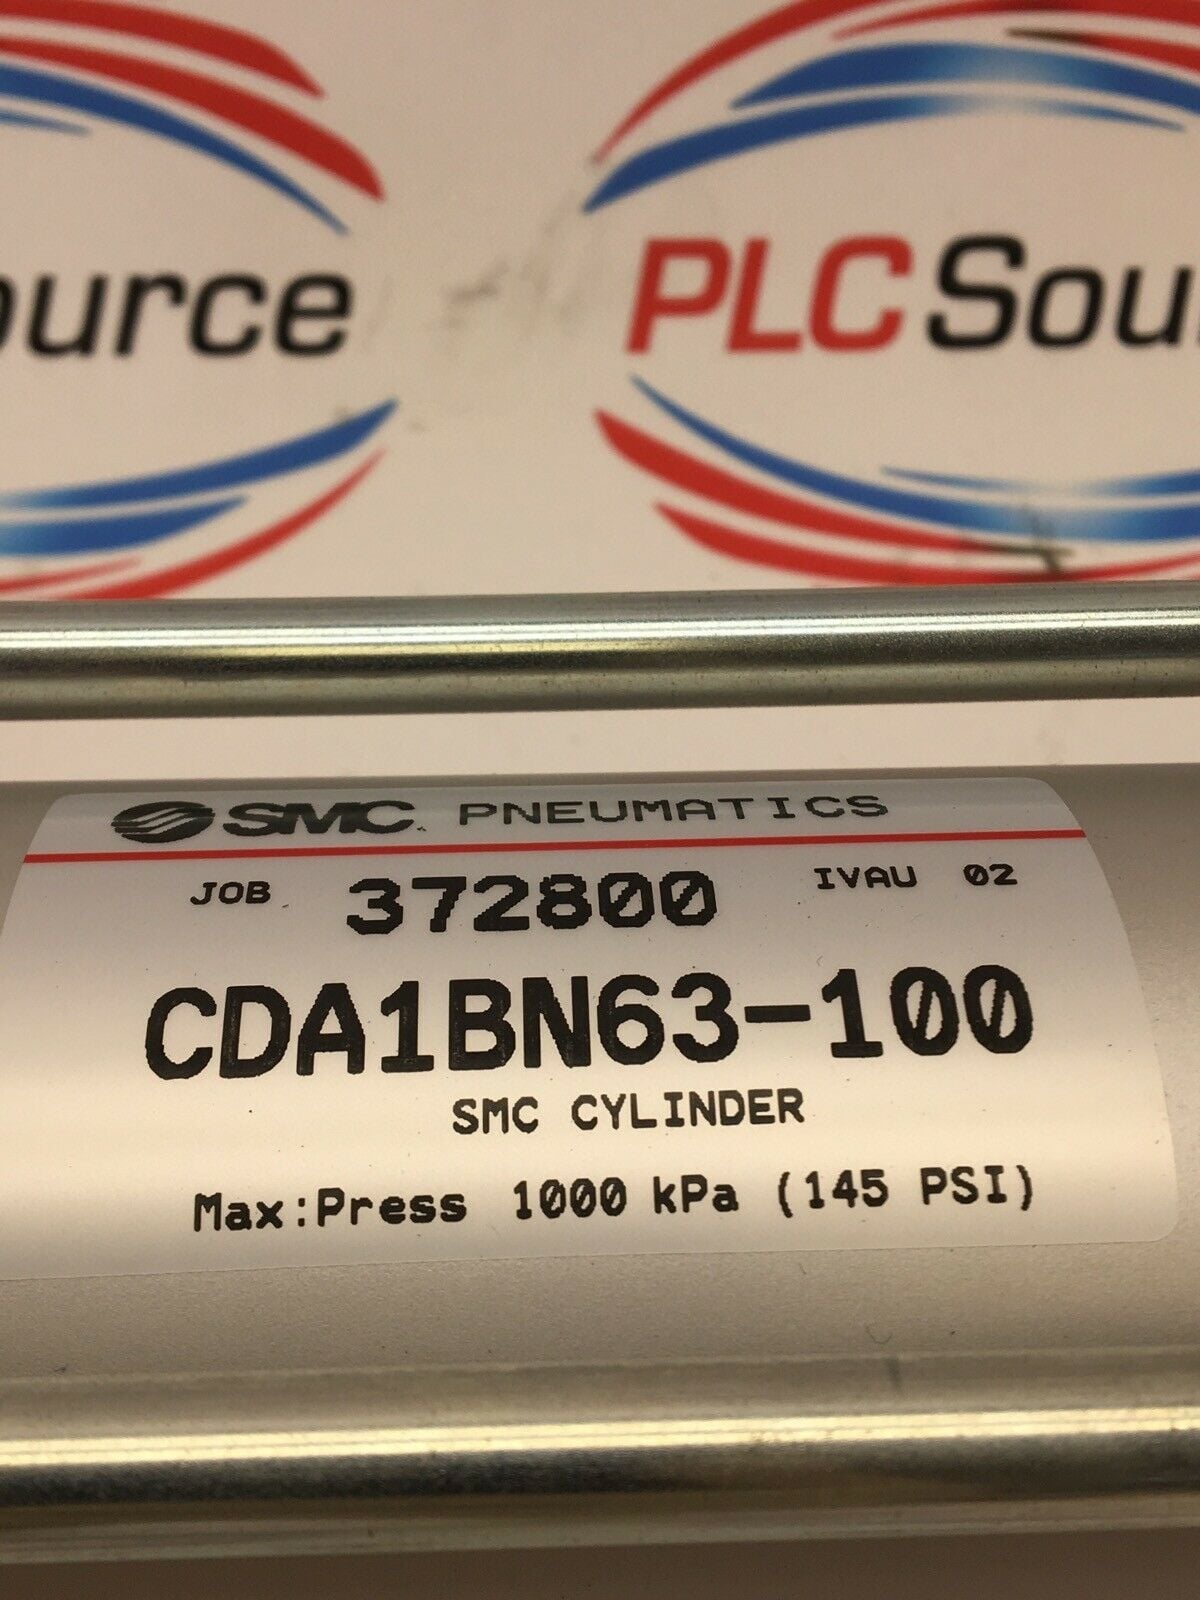 ource
PLC Sou
SMC PNEUMATICS
JOB 372800 IVAU 02
CDA1BN63-100
SMC CYLINDER
Max:Press 1000 kPa (145 PSI)